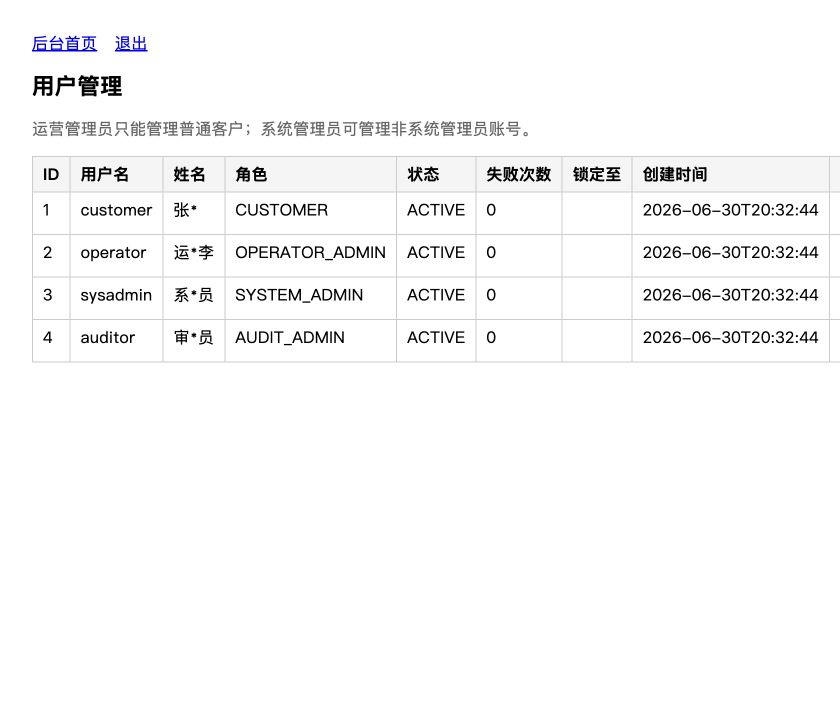 后台首页 退出
用户管理
运营管理员只能管理普通客户；系统管理员可管理非系统管理员账号。
ID 用户名 姓名 角色 状态 失败次数 锁定至 创建时间
1 customer 张* CUSTOMER ACTIVE 0 2026-06-30T20:32:44
2 operator 运*李 OPERATOR_ADMIN ACTIVE 0 2026-06-30T20:32:44
3 sysadmin 系*员 SYSTEM_ADMIN ACTIVE 0 2026-06-30T20:32:44
4 auditor 审*员 AUDIT_ADMIN ACTIVE 0 2026-06-30T20:32:44